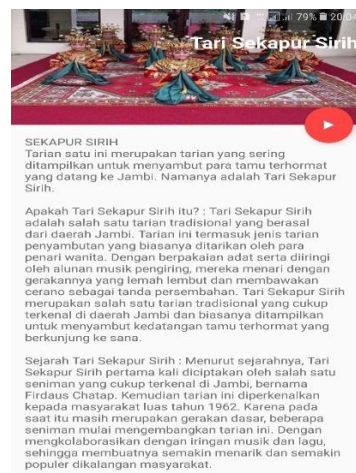 79% 20:04
Tari Sekapur Sirih
SEKAPUR SIRIH
Tarian satu ini merupakan tarian yang sering
ditampilkan untuk menyambut para tamu terhormat
yang datang ke Jambi. Namanya adalah Tari Sekapur
Sirih.
Apakah Tari Sekapur Sirih itu? : Tari Sekapur Sirih
adalah salah satu tarian tradisional yang berasal
dari daerah Jambi. Tarian ini termasuk jenis tarian
penyambutan yang biasanya ditarikan oleh para
penari wanita. Dengan berpakaian adat serta diiringi
oleh alunan musik pengiring, mereka menari dengan
gerakannya yang lemah lembut dan membawakan
cerano sebagai tanda persembahan. Tari Sekapur Sirih
merupakan salah satu tarian tradisional yang cukup
terkenal di daerah Jambi dan biasanya ditampilkan
untuk menyambut kedatangan tamu terhormat yang
berkunjung ke sana.
Sejarah Tari Sekapur Sirih : Menurut sejarahnya, Tari
Sekapur Sirih pertama kali diciptakan oleh salah satu
seniman yang cukup terkenal di Jambi, bernama
Firdaus Chatap. Kemudian tarian ini diperkenalkan
kepada masyarakat luas tahun 1962. Karena pada
saat itu masih merupakan gerakan dasar, beberapa
seniman mulai mengembangkan tarian ini. Dengan
mengkolaborasikan dengan iringan musik dan lagu,
sehingga membuatnya semakin menarik dan semakin
populer dikalangan masyarakat.